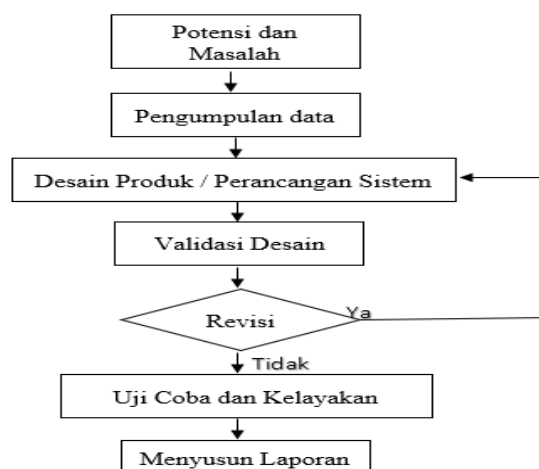 Potensi dan
Masalah
Pengumpulan data
Desain Produk / Perancangan Sistem
Validasi Desain
Revisi
Ya
Tidak
Uji Coba dan Kelayakan
Menyusun Laporan